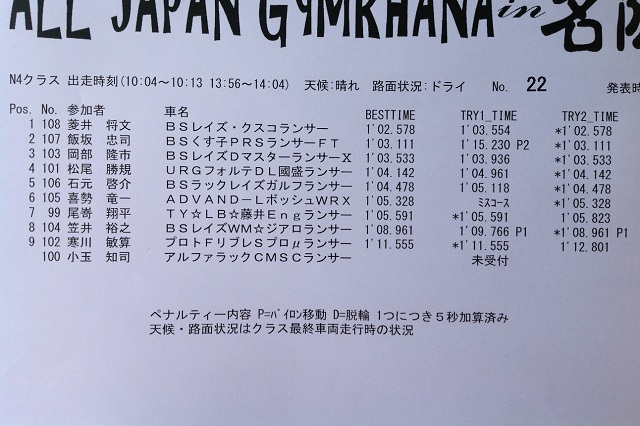 ALL JAPAN GYMKHANA in 名阪
N4クラス 出走時刻(10:04～10:13 13:56～14:04) 天候:晴れ 路面状況:ドライ No. 22 発表時
Pos. No. 参加者 車名 BESTTIME TRY1_TIME TRY2_TIME
1 108 菱井 将文 BSレイズ・クスコランサー 1'02.578 1'03.554 *1'02.578
2 107 飯坂 忠司 BSくす子PRSランサーFT 1'03.111 1'15.230 P2 *1'03.111
3 103 岡部 隆市 BSレイズDマスターランサーX 1'03.533 1'03.936 *1'03.533
4 101 松尾 勝規 URGフォルテDL國盛ランサー 1'04.142 1'04.961 *1'04.142
5 106 石元 啓介 BSラックレイズガルフランサー 1'04.478 1'05.118 *1'04.478
6 105 喜勢 竜一 ADVAND-LボッシュWRX 1'05.328 ﾐｽｺｰｽ *1'05.328
7 99 尾嵜 翔平 TY☆LB☆藤井Engランサー 1'05.591 *1'05.591 1'05.823
8 104 笠井 裕之 BSレイズWM☆ジアロランサー 1'08.961 1'09.766 P1 *1'08.961 P1
9 102 寒川 敏算 プロトFリブレSプロμランサー 1'11.555 *1'11.555 1'12.801
100 小玉 知司 アルファラックCMSCランサー 未受付
ペナルティー内容 P=ﾊﾟｲﾛﾝ移動 D=脱輪 1つにつき５秒加算済み
天候・路面状況はクラス最終車両走行時の状況